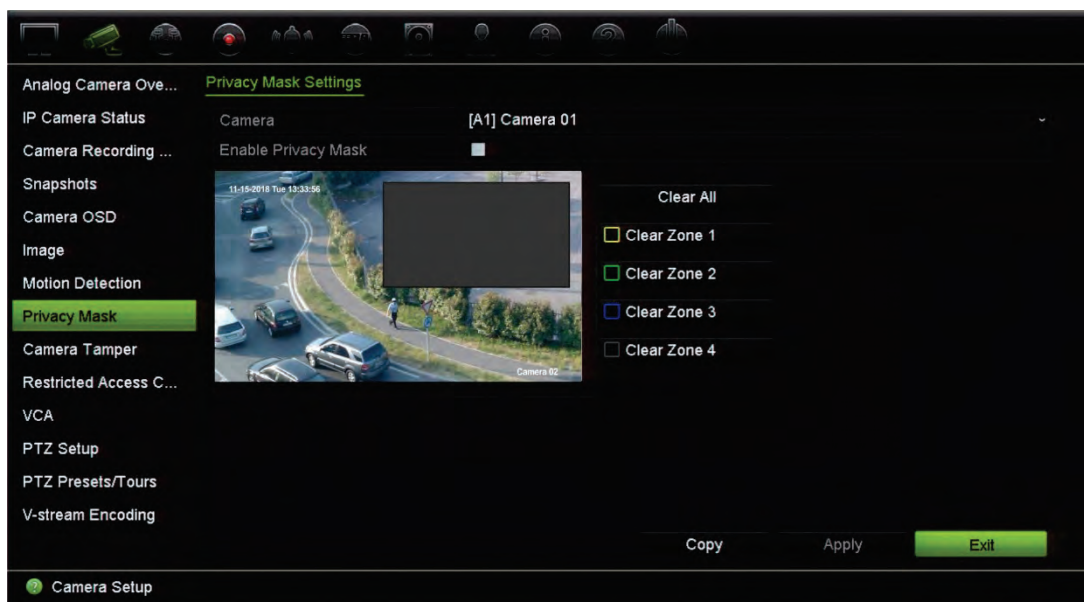 Analog Camera Ove...
Privacy Mask Settings
IP Camera Status
Camera
[A1] Camera 01
Camera Recording ...
Enable Privacy Mask
Snapshots
11-15-2018 Tue 13:33:56
Clear All
Camera OSD
Clear Zone 1
Image
Clear Zone 2
Motion Detection
Clear Zone 3
Privacy Mask
Camera Tamper
Clear Zone 4
Camera 02
Restricted Access C...
VCA
PTZ Setup
PTZ Presets/Tours
V-stream Encoding
Copy
Apply
Exit
Camera Setup